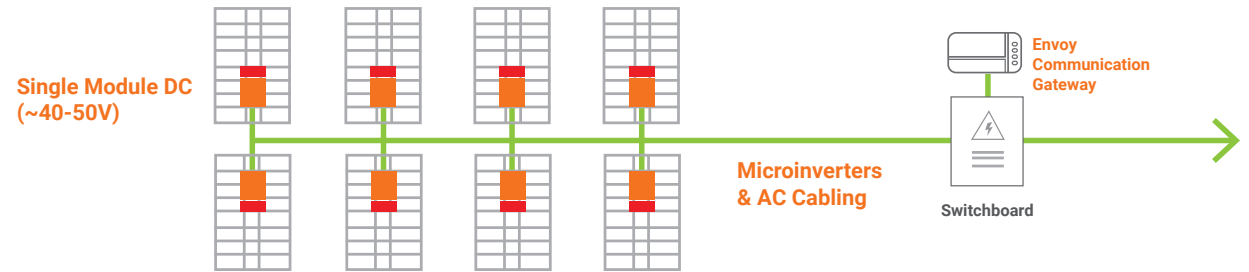 Single Module DC
(~40-50V)
Envoy
Communication
Gateway
Microinverters
& AC Cabling
Switchboard